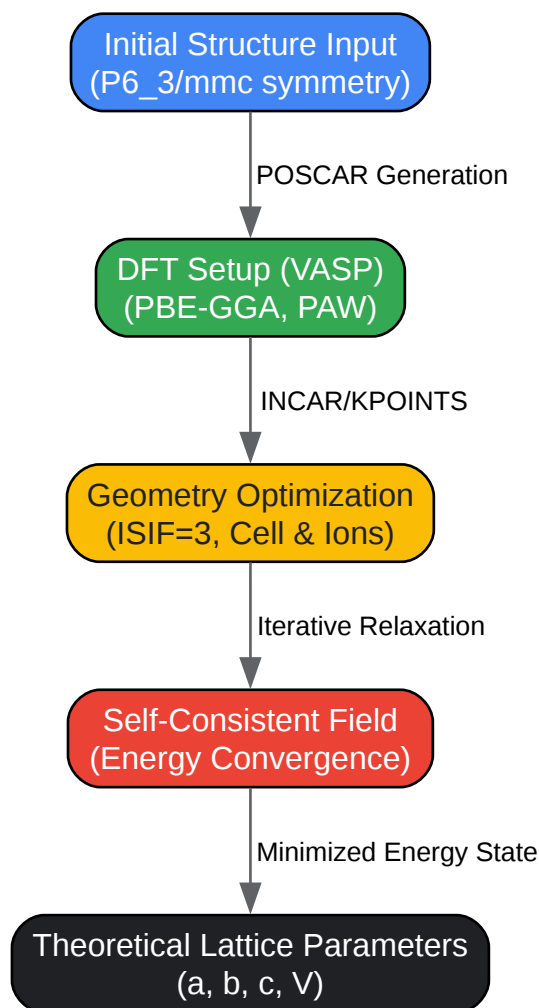 Initial Structure Input
(P6_3/mmc symmetry)
POSCAR Generation
DFT Setup (VASP)
(PBE-GGA, PAW)
INCAR/KPOINTS
Geometry Optimization
(ISIF=3, Cell & Ions)
Iterative Relaxation
Self-Consistent Field
(Energy Convergence)
Minimized Energy State
Theoretical Lattice Parameters
(a, b, c, V)